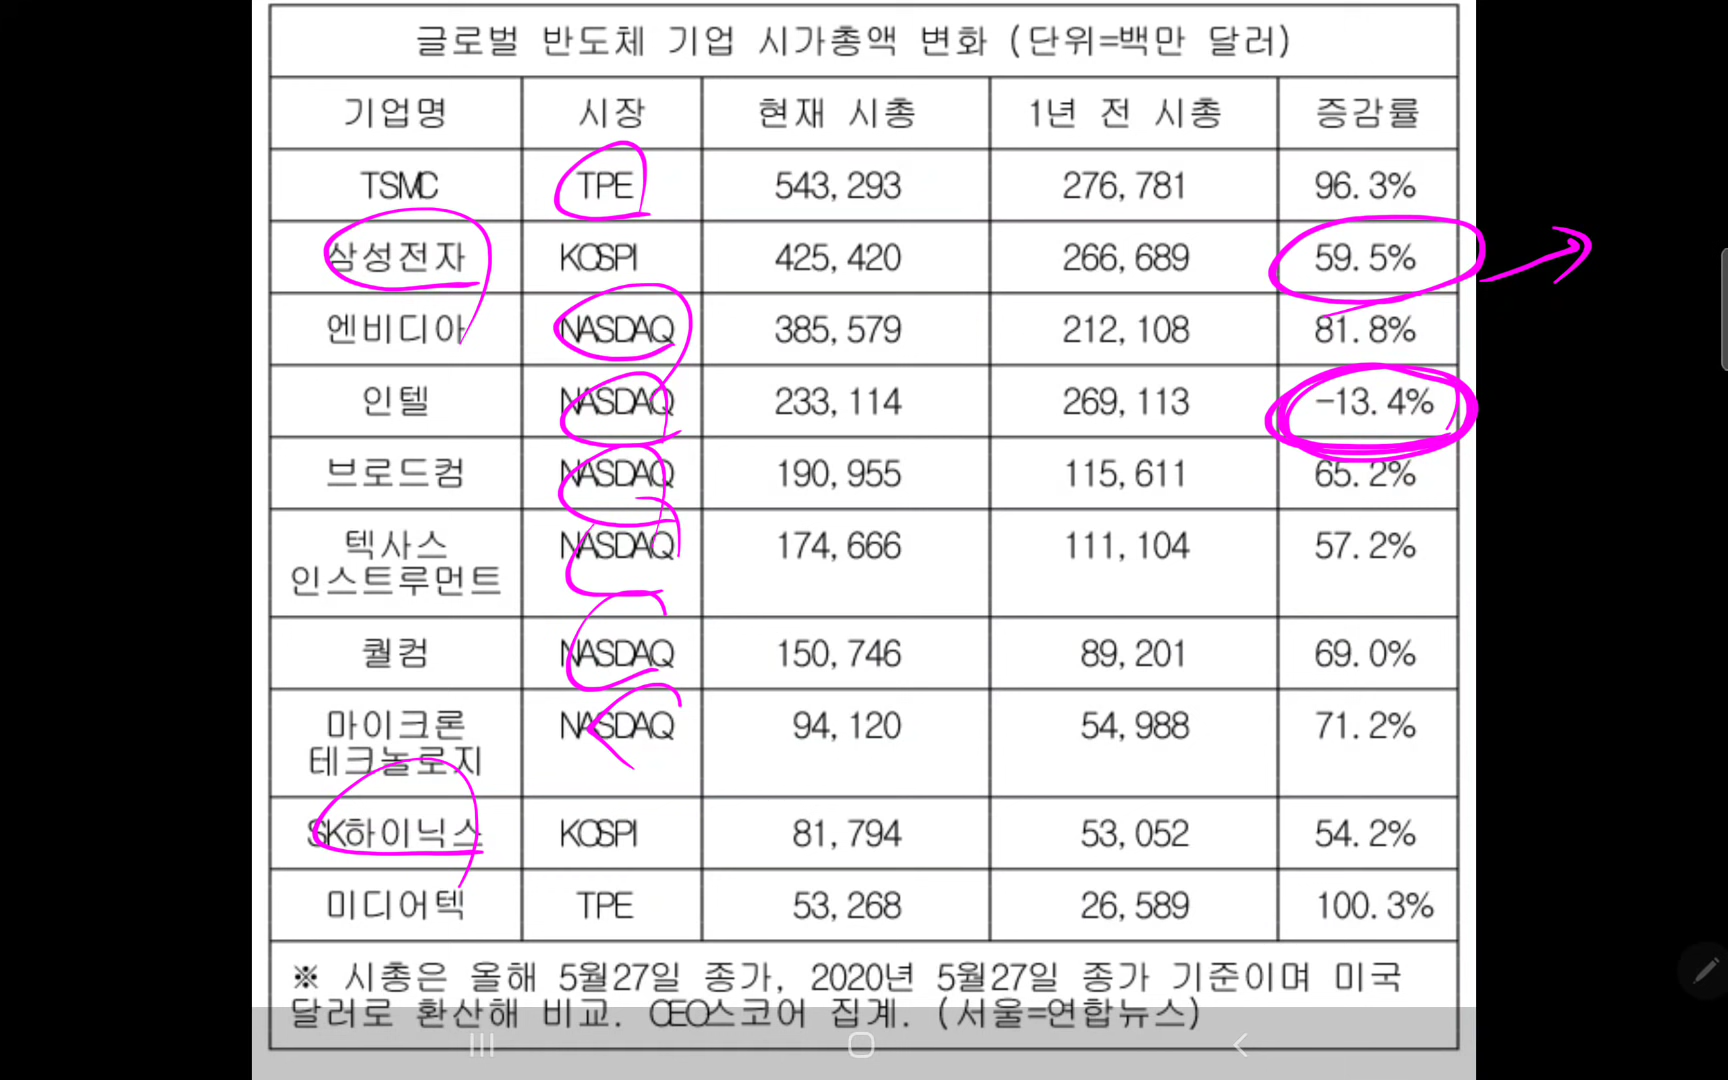 글로벌 반도체 기업 시가총액 변화 (단위=백만 달러)
기업명 시장 현재 시총 1년 전 시총 증감률
TSMC TPE 543,293 276,781 96.3%
삼성전자 KOSPI 425,420 266,689 59.5%
엔비디아 NASDAQ 385,579 212,108 81.8%
인텔 NASDAQ 233,114 269,113 -13.4%
브로드컴 NASDAQ 190,955 115,611 65.2%
텍사스 NASDAQ 174,666 111,104 57.2%
인스트루먼트
퀄컴 NASDAQ 150,746 89,201 69.0%
마이크론 NASDAQ 94,120 54,988 71.2%
테크놀로지
SK하이닉스 KOSPI 81,794 53,052 54.2%
미디어텍 TPE 53,268 26,589 100.3%
※ 시총은 올해 5월27일 종가, 2020년 5월27일 종가 기준이며 미국
달러로 환산해 비교. CEO스코어 집계. (서울=연합뉴스)